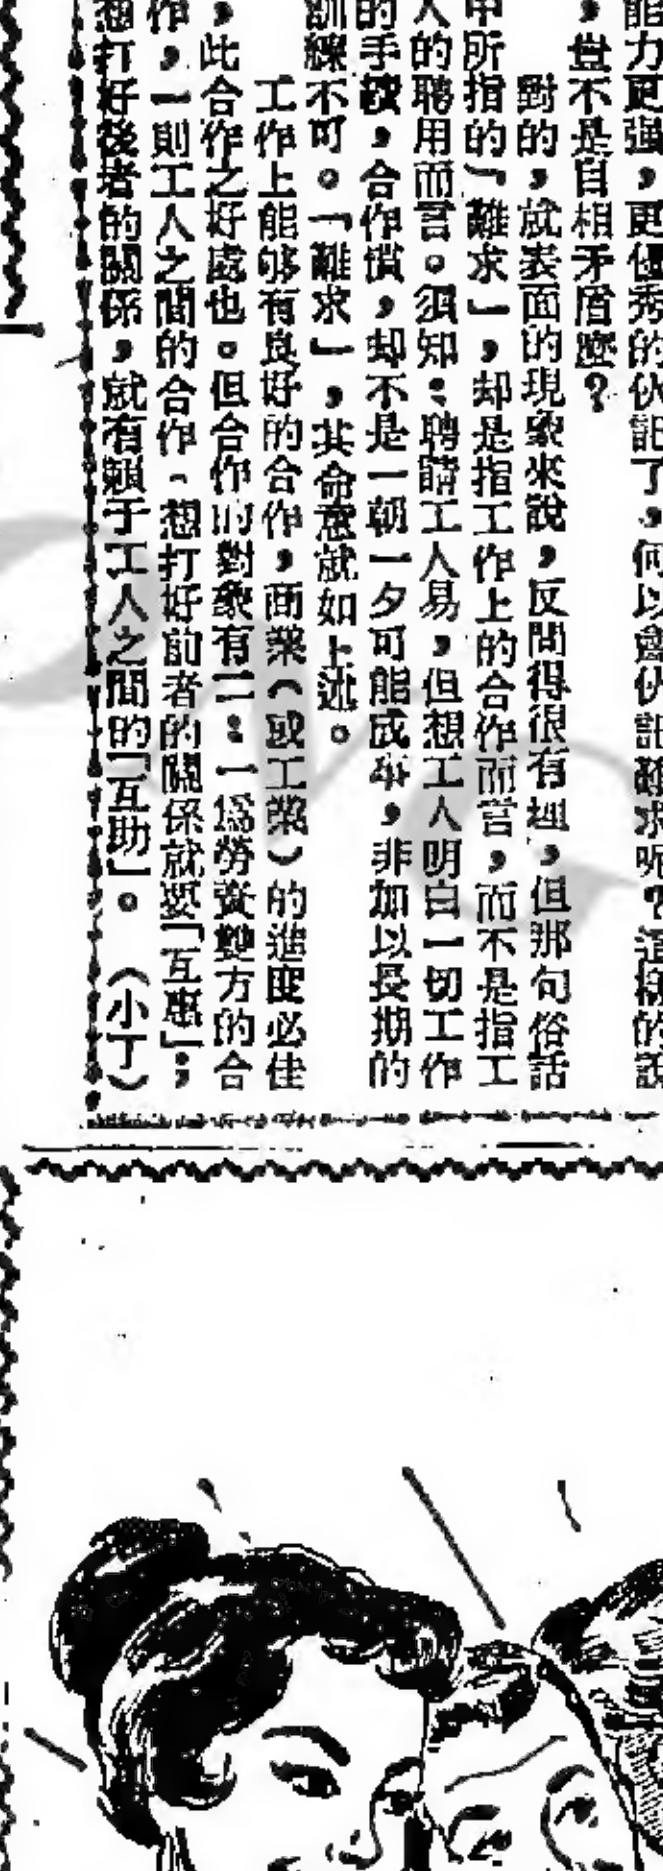 能力更强，更優秀的伙記了，何以愈伙記難求呢？這樣的說
，豈不是自相矛盾麼？
對的，就表面的現象來說，反問得很有理，但那句俗話
中所指的「難求」，却是指工作上的合作而言，而不是指工
人的聘用而言。須知：聘請工人易，但想工人明白一切工作
的手續，合作慣，却不是一朝一夕可能成事，非加以長期的
訓練不可。「難求」，其命意就如上述。
工作上能够有良好的合作，商業（或工業）的進度必佳
，此合作之好處也。但合作的對象有二：一爲勞資雙方的合
作，一則工人之間的合作。想打好前者的關係就要「互惠」；
想打好後者的關係，就有賴于工人之間的「互助」。（小丁）